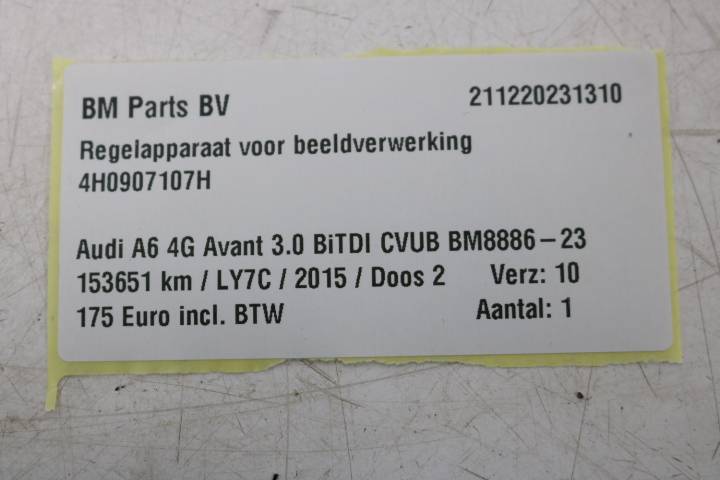 BM Parts BV 211220231310
Regelapparaat voor beeldverwerking
4H0907107H
Audi A6 4G Avant 3.0 BiTDI CVUB BM8886-23
153651 km / LY7C / 2015 / Doos 2 Verz: 10
175 Euro incl. BTW Aantal: 1